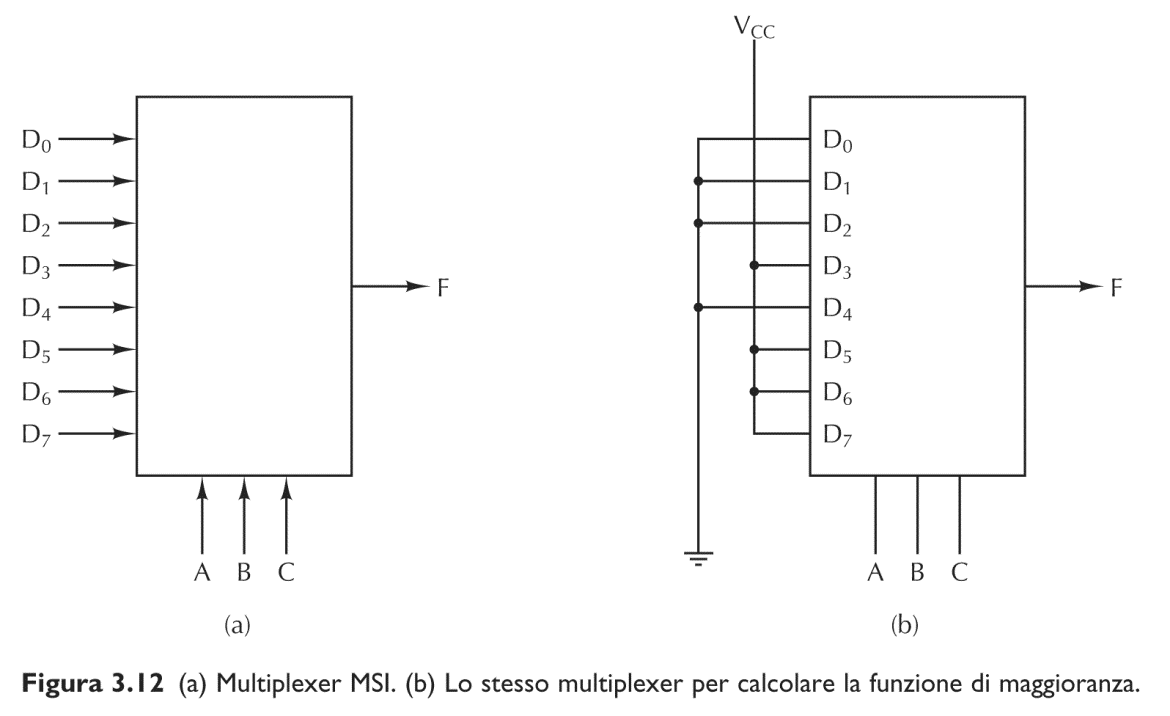 V_CC
D₀
D₁
D₂
D₃
D₄
D₅
D₆
D₇
F
A B C
(a)
D₀
D₁
D₂
D₃
D₄
D₅
D₆
D₇
F
A B C
(b)
Figura 3.12 (a) Multiplexer MSI. (b) Lo stesso multiplexer per calcolare la funzione di maggioranza.